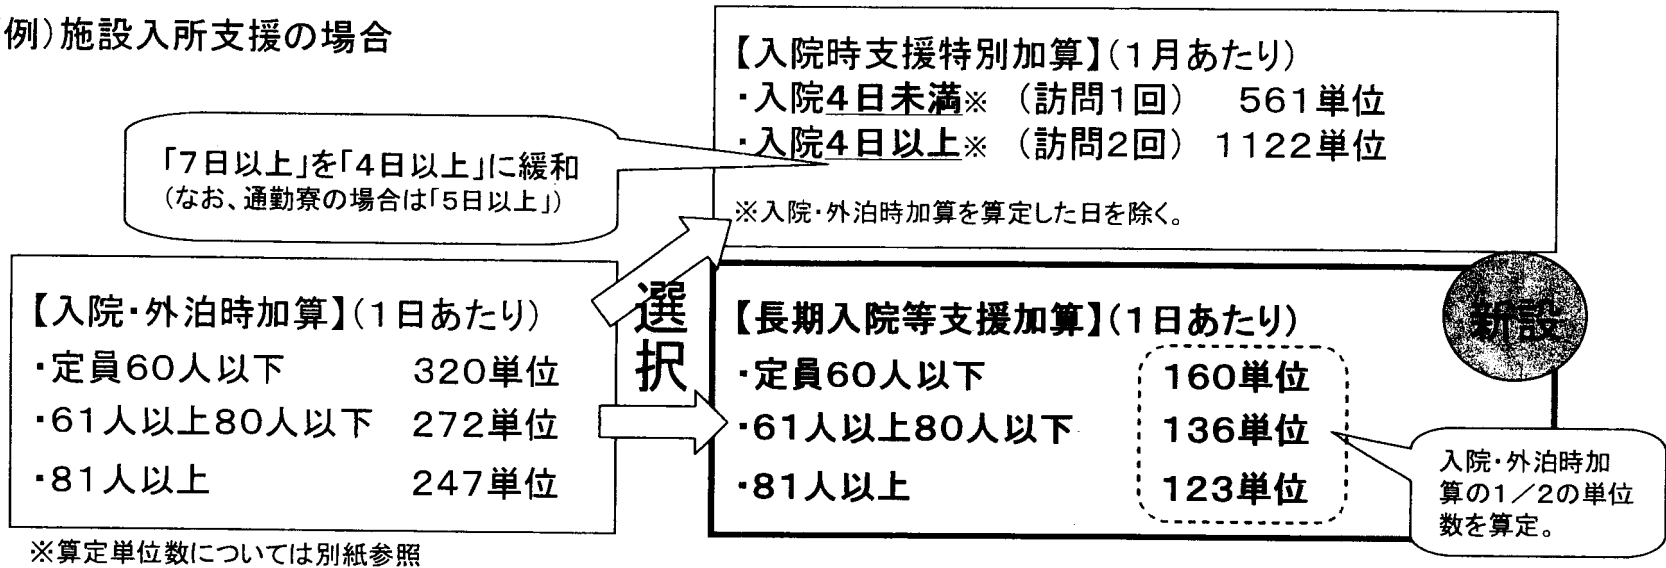 例)施設入所支援の場合
【入院時支援特別加算】(1月あたり)
・入院4日未満※ (訪問1回) 561単位
・入院4日以上※ (訪問2回) 1122単位
※入院・外泊時加算を算定した日を除く。
「7日以上」を「4日以上」に緩和
(なお、通勤寮の場合は「5日以上」)
【入院・外泊時加算】(1日あたり)
・定員60人以下 320単位
・61人以上80人以下 272単位
・81人以上 247単位
※算定単位数については別紙参照
選択
【長期入院等支援加算】(1日あたり)
・定員60人以下 160単位
・61人以上80人以下 136単位
・81人以上 123単位
新設
入院・外泊時加
算の1/2の単位
数を算定。